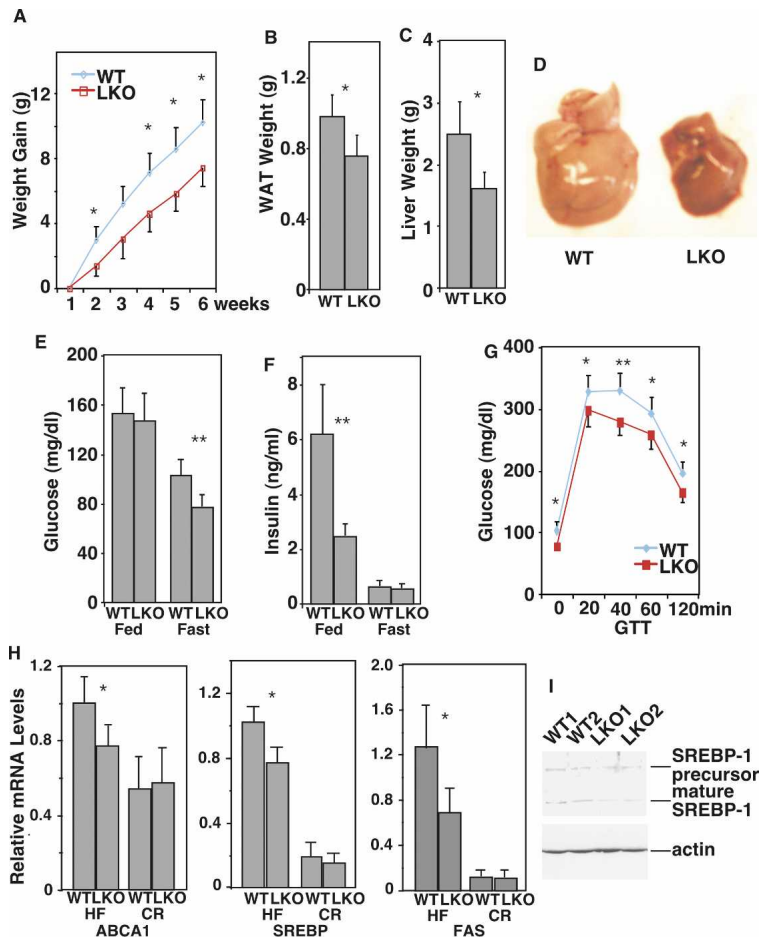 A
Weight Gain (g)
12
8
4
0
WT
LKO
*
*
*
*
1 2 3 4 5 6 weeks
B
WAT Weight (g)
1.2
0.8
0.4
0
*
WT LKO
C
Liver Weight (g)
4
3
2
1
0
*
WT LKO
D
WT LKO
E
Glucose (mg/dl)
200
160
120
80
40
0
**
WT LKO WT LKO
Fed Fast
F
Insulin (ng/ml)
8
6
4
2
0
**
WT LKO WT LKO
Fed Fast
G
Glucose (mg/dl)
400
300
200
100
0
*
*
**
*
*
WT
LKO
0 20 40 60 120min
GTT
H
Relative mRNA Levels
1.2
0.8
0.4
0
*
WT LKO WT LKO
HF CR
ABCA1
1.2
0.8
0.4
0
*
WT LKO WT LKO
HF CR
SREBP
2.0
1.6
1.2
0.8
0.4
0
*
WT LKO WT LKO
HF CR
FAS
I
WT1 WT2 LKO1 LKO2
SREBP-1
precursor
mature
SREBP-1
actin